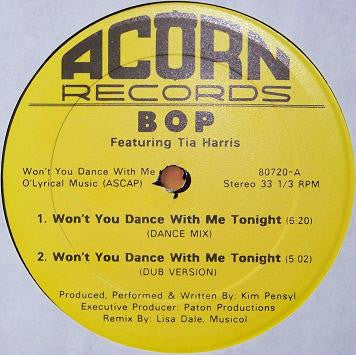 ACORN
RECORDS
BOP
Featuring Tia Harris
Won't You Dance With Me
O'Lyrical Music (ASCAP)
80720-A
Stereo 33 1/3 RPM
1. Won't You Dance With Me Tonight (6:20)
(DANCE MIX)
2. Won't You Dance With Me Tonight (5:02)
(DUB VERSION)
Produced, Performed & Written By: Kim Pensyl
Executive Producer: Paton Productions
Remix By: Lisa Dale, Musicol